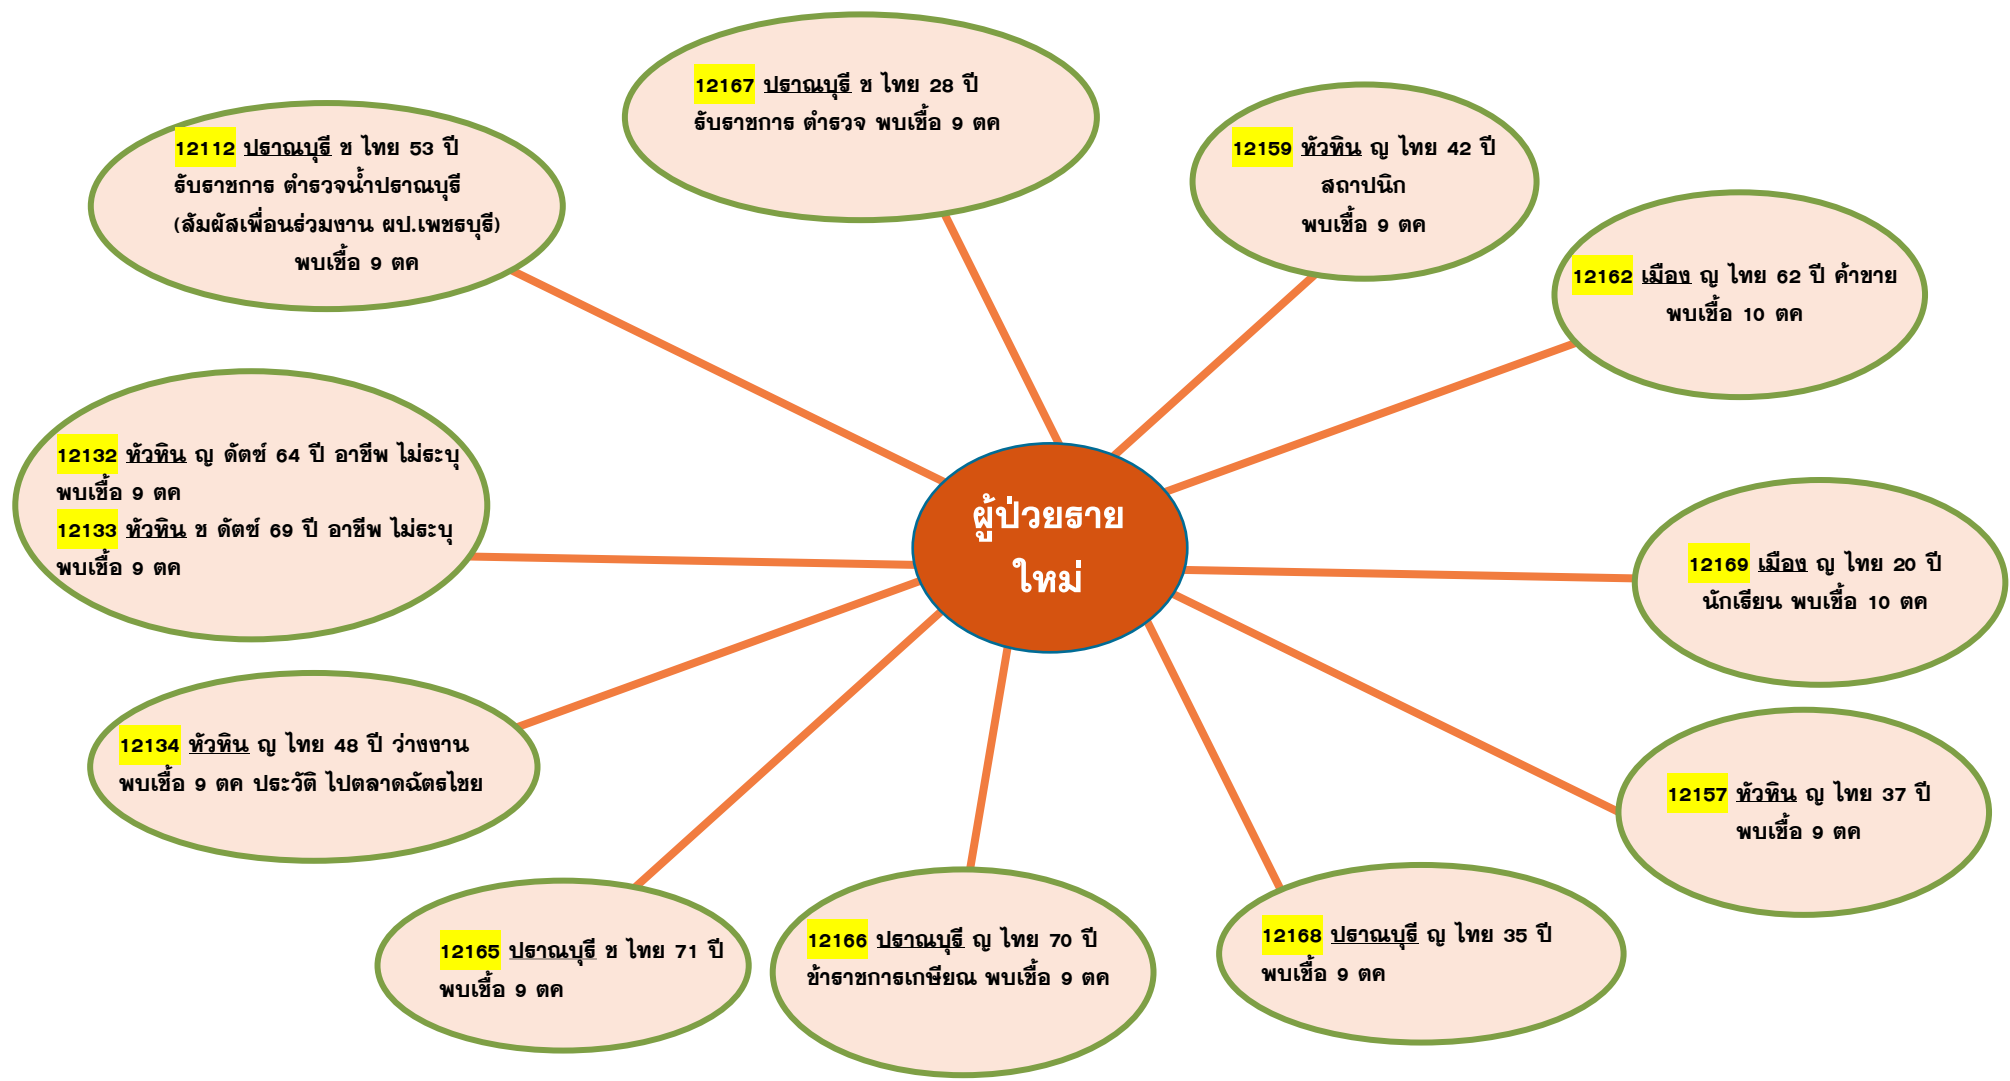 12167 ปราณบุรี ช ไทย 28 ปี
รับราชการ ตำรวจ พบเชื้อ 9 ตค
12112 ปราณบุรี ช ไทย 53 ปี
รับราชการ ตำรวจน้ำปราณบุรี
(สัมผัสเพื่อนร่วมงาน ผป.เพชรบุรี)
พบเชื้อ 9 ตค
12159 หัวหิน ญ ไทย 42 ปี
สถาปนิก
พบเชื้อ 9 ตค
12162 เมือง ญ ไทย 62 ปี ค้าขาย
พบเชื้อ 10 ตค
12132 หัวหิน ญ ดัตช์ 64 ปี อาชีพ ไม่ระบุ
พบเชื้อ 9 ตค
12133 หัวหิน ช ดัตช์ 69 ปี อาชีพ ไม่ระบุ
พบเชื้อ 9 ตค
ผู้ป่วยราย
ใหม่
12169 เมือง ญ ไทย 20 ปี
นักเรียน พบเชื้อ 10 ตค
12134 หัวหิน ญ ไทย 48 ปี ว่างงาน
พบเชื้อ 9 ตค ประวัติ ไปตลาดฉัตรไชย
12157 หัวหิน ญ ไทย 37 ปี
พบเชื้อ 9 ตค
12165 ปราณบุรี ช ไทย 71 ปี
พบเชื้อ 9 ตค
12166 ปราณบุรี ญ ไทย 70 ปี
ข้าราชการเกษียณ พบเชื้อ 9 ตค
12168 ปราณบุรี ญ ไทย 35 ปี
พบเชื้อ 9 ตค